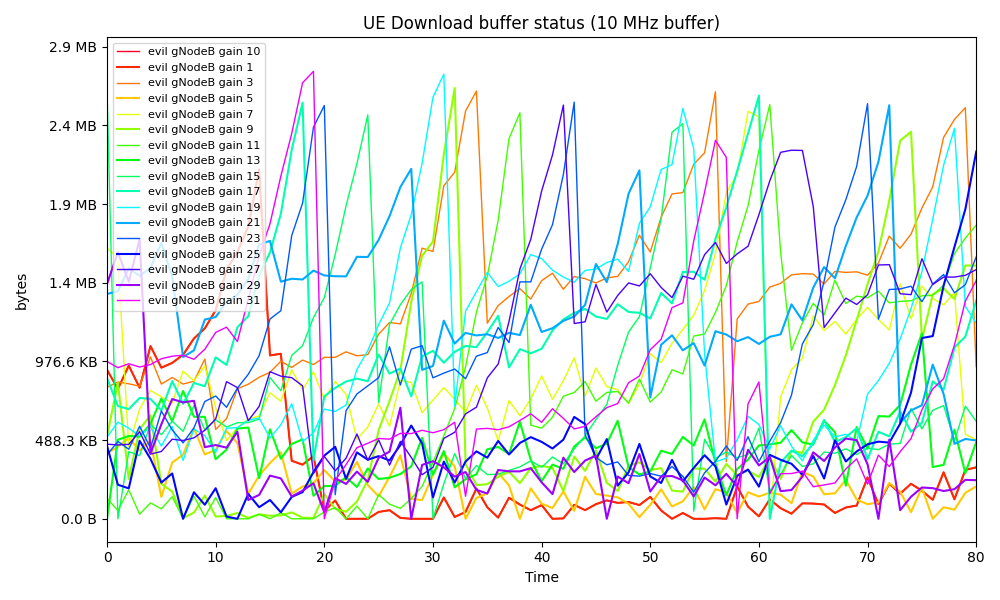 UE Download buffer status (10 MHz buffer)
2.9 MB
2.4 MB
1.9 MB
1.4 MB
976.6 KB
488.3 KB
0.0 B
bytes
evil gNodeB gain 10
evil gNodeB gain 1
evil gNodeB gain 3
evil gNodeB gain 5
evil gNodeB gain 7
evil gNodeB gain 9
evil gNodeB gain 11
evil gNodeB gain 13
evil gNodeB gain 15
evil gNodeB gain 17
evil gNodeB gain 19
evil gNodeB gain 21
evil gNodeB gain 23
evil gNodeB gain 25
evil gNodeB gain 27
evil gNodeB gain 29
evil gNodeB gain 31
0 10 20 30 40 50 60 70 80
Time